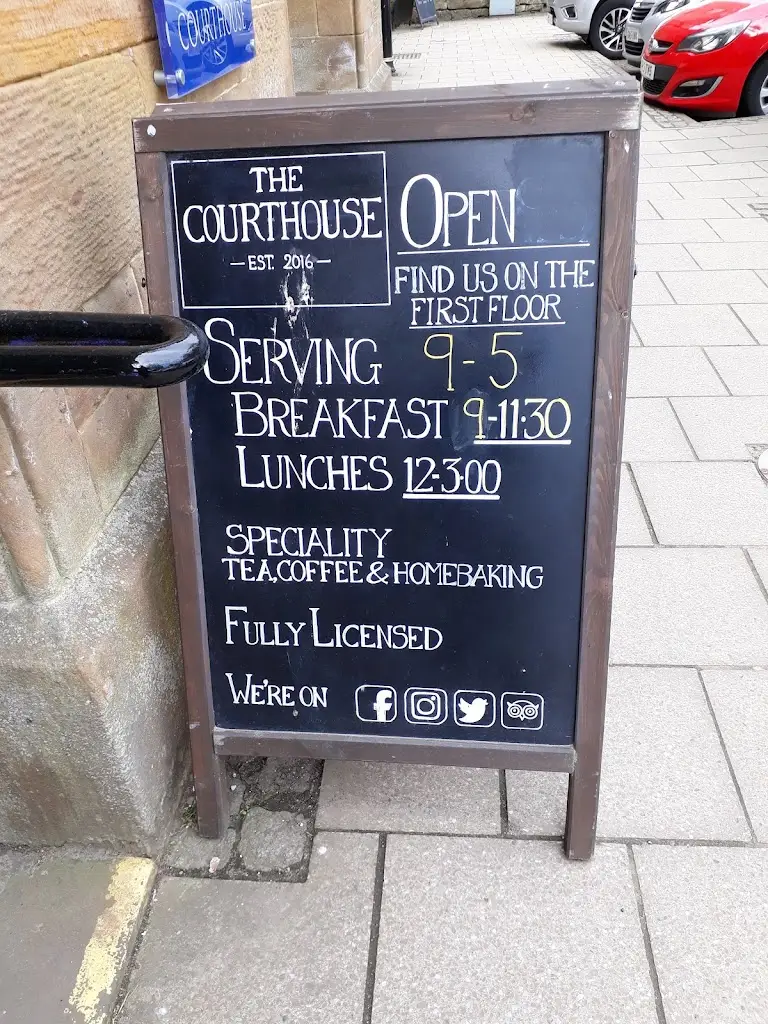 COURTHOUSE
THE
COURTHOUSE
— EST. 2016 —
OPEN
FIND US ON THE
FIRST FLOOR
SERVING 9-5
BREAKFAST 9-11·30
LUNCHES 12-3·00
SPECIALITY
TEA, COFFEE & HOMEBAKING
FULLY LICENSED
WE'RE ON